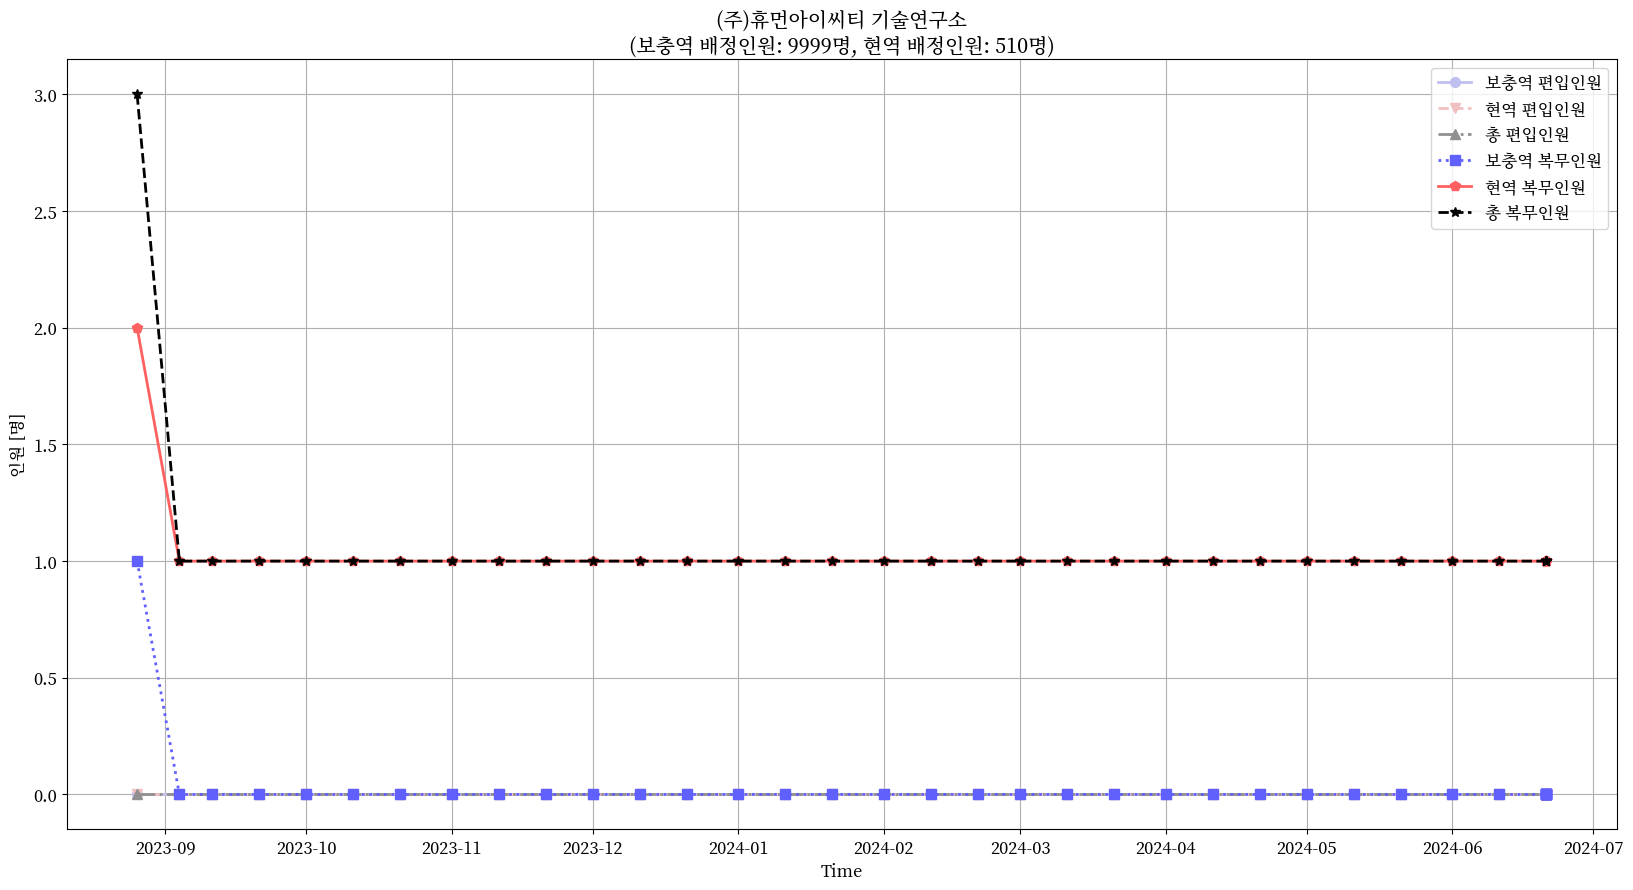 (주)휴먼아이씨티 기술연구소
(보충역 배정인원: 9999명, 현역 배정인원: 510명)
보충역 편입인원
현역 편입인원
총 편입인원
보충역 복무인원
현역 복무인원
총 복무인원
3.0
2.5
2.0
1.5
1.0
0.5
0.0
인원 [명]
2023-09 2023-10 2023-11 2023-12 2024-01 2024-02 2024-03 2024-04 2024-05 2024-06 2024-07
Time